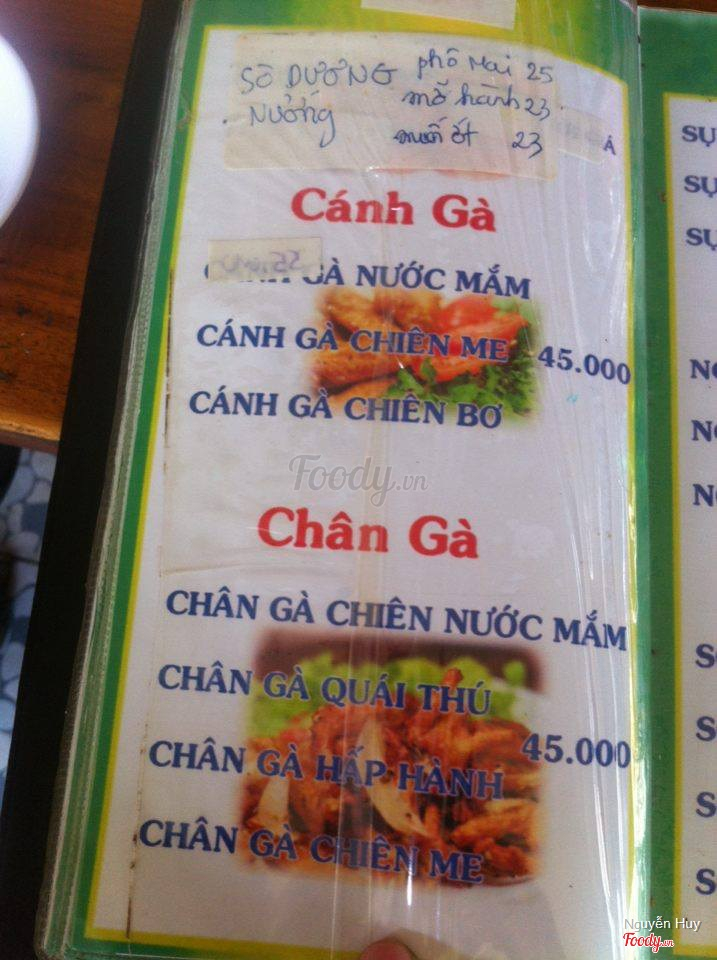 SÒ DƯƠNG phô Mai 25
NƯỚNg mỡ hành 23
muối ớt 23
Á
Cánh Gà
GÀ NƯỚC MẮM
CÁNH GÀ CHIÊN ME 45.000
CÁNH GÀ CHIÊN BƠ
Foody.vn
Chân Gà
CHÂN GÀ CHIÊN NƯỚC MẮM
CHÂN GÀ QUÁI THÚ
45.000
CHÂN GÀ HẤP HÀNH
CHÂN GÀ CHIÊN ME
Nguyễn Huy
Foody.vn